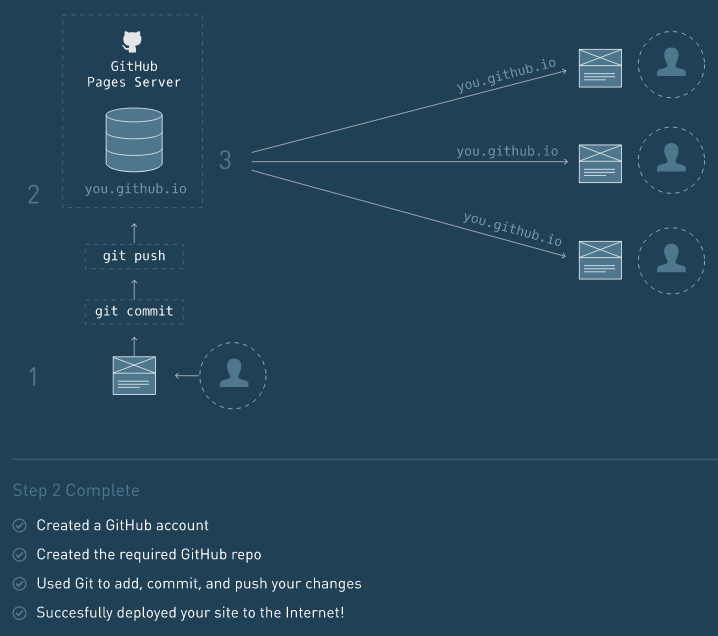 GitHub
Pages Server
you.github.io
2
3
you.github.io
you.github.io
you.github.io
git push
git commit
1
Step 2 Complete
Created a GitHub account
Created the required GitHub repo
Used Git to add, commit, and push your changes
Succesfully deployed your site to the Internet!